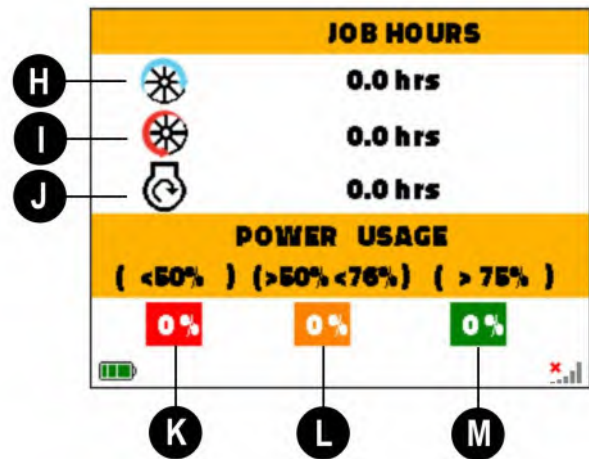 JOB HOURS
H 0.0 hrs
I 0.0 hrs
J 0.0 hrs
POWER USAGE
( <50% ) (>50% <76%) ( > 75% )
0% 0% 0%
K L M